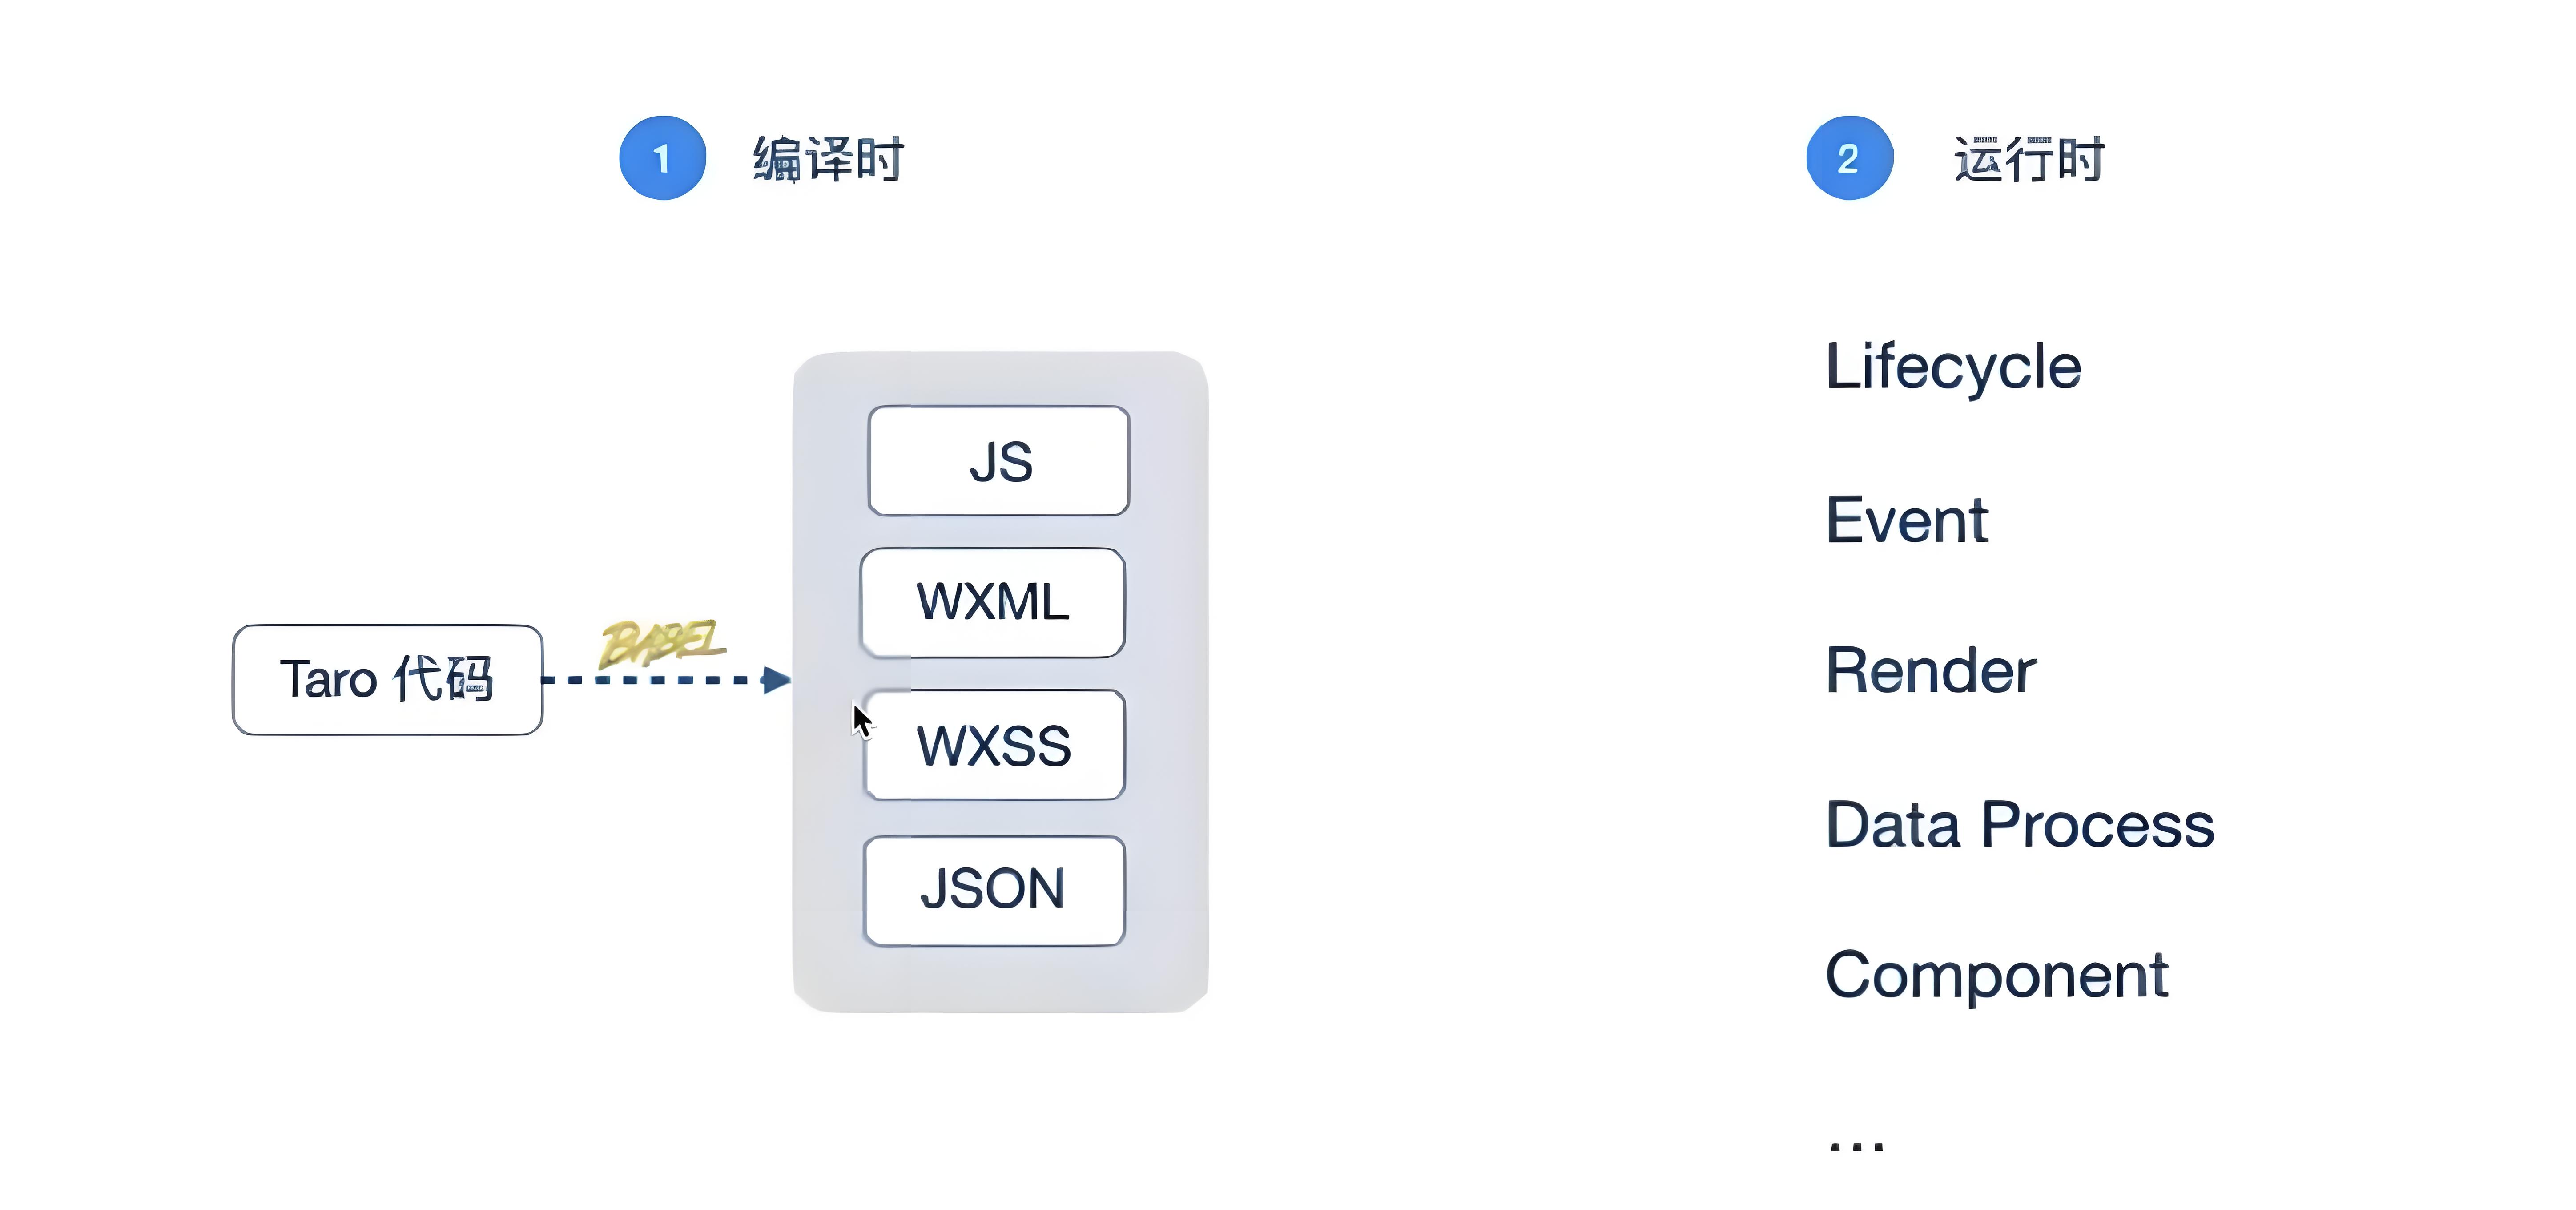 1 编译时
Taro 代码
BABEL
JS
WXML
WXSS
JSON
2 运行时
Lifecycle
Event
Render
Data Process
Component
...